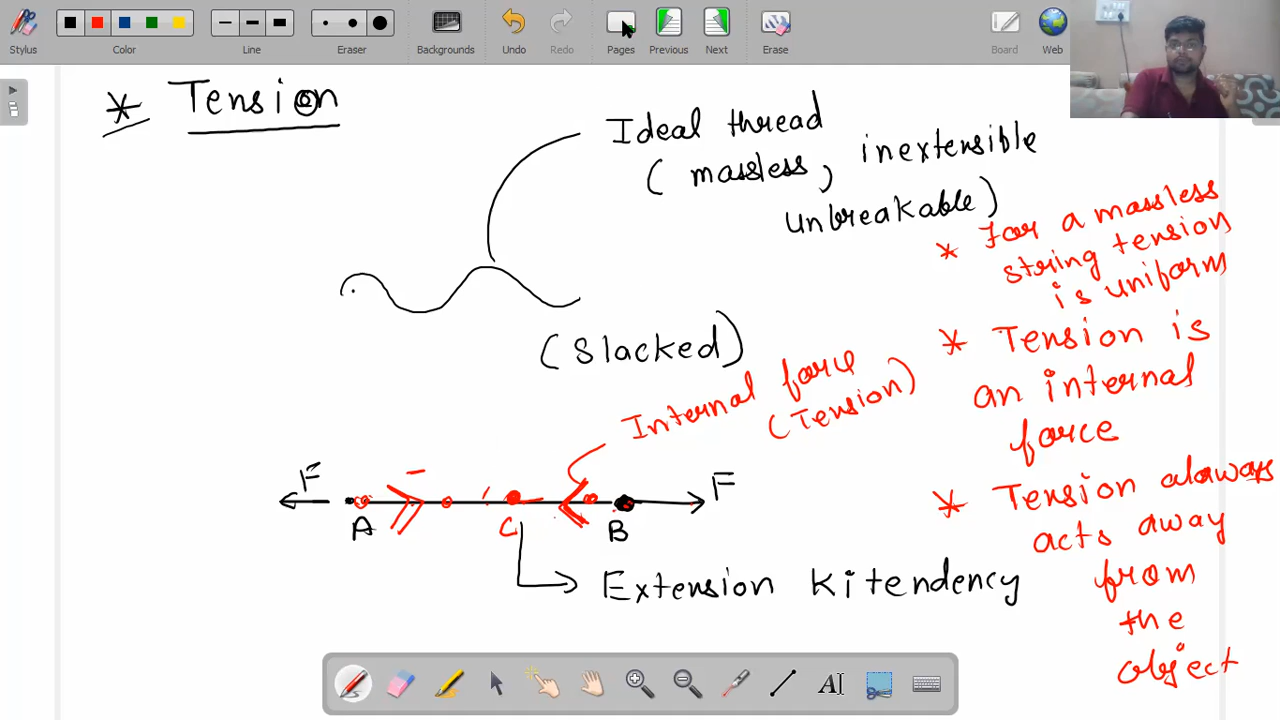 Stylus
Color
Line
Eraser
Backgrounds
Undo
Redo
Pages
Previous
Next
Erase
Board
Web
* Tension
Ideal thread
(massless, inextensible
unbreakable)
(Slacked)
* For a massless
string tension
is uniform
* Tension is
an internal
force
* Tension always
acts away
from
the
object
Internal force
(Tension)
F
F
A
C
B
Extension ki tendency
AI